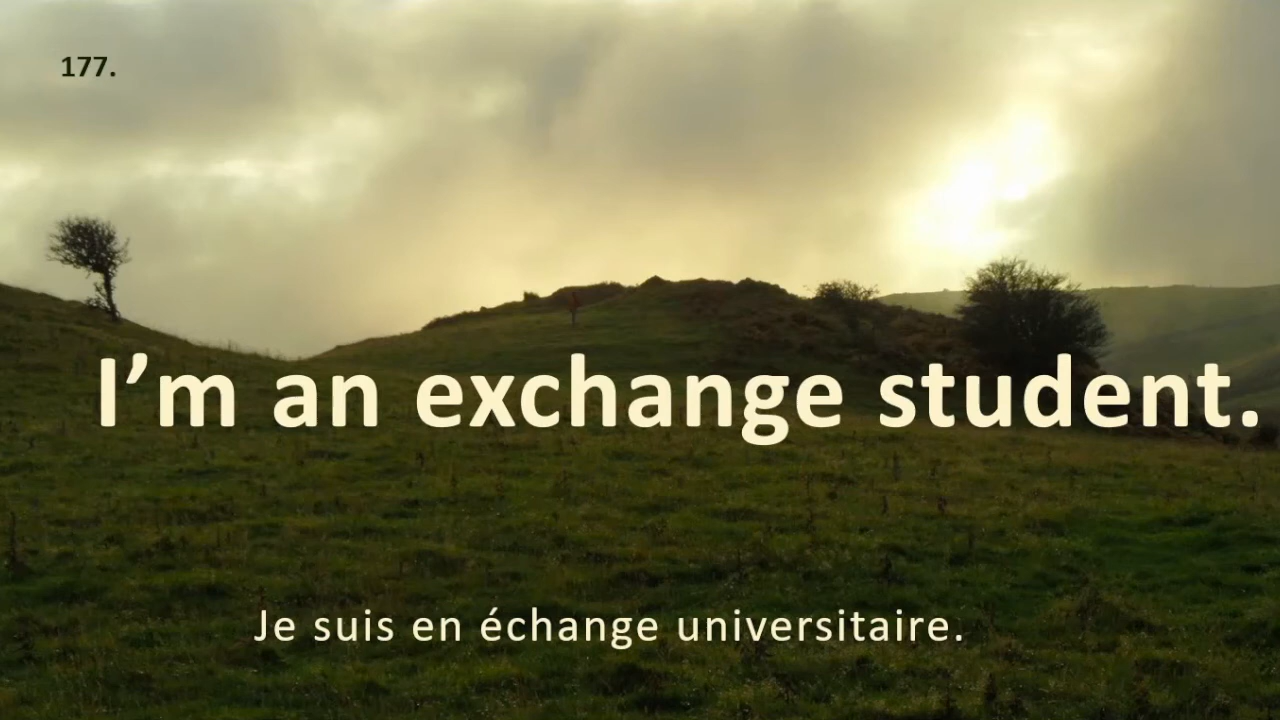 177.
I’m an exchange student.
Je suis en échange universitaire.